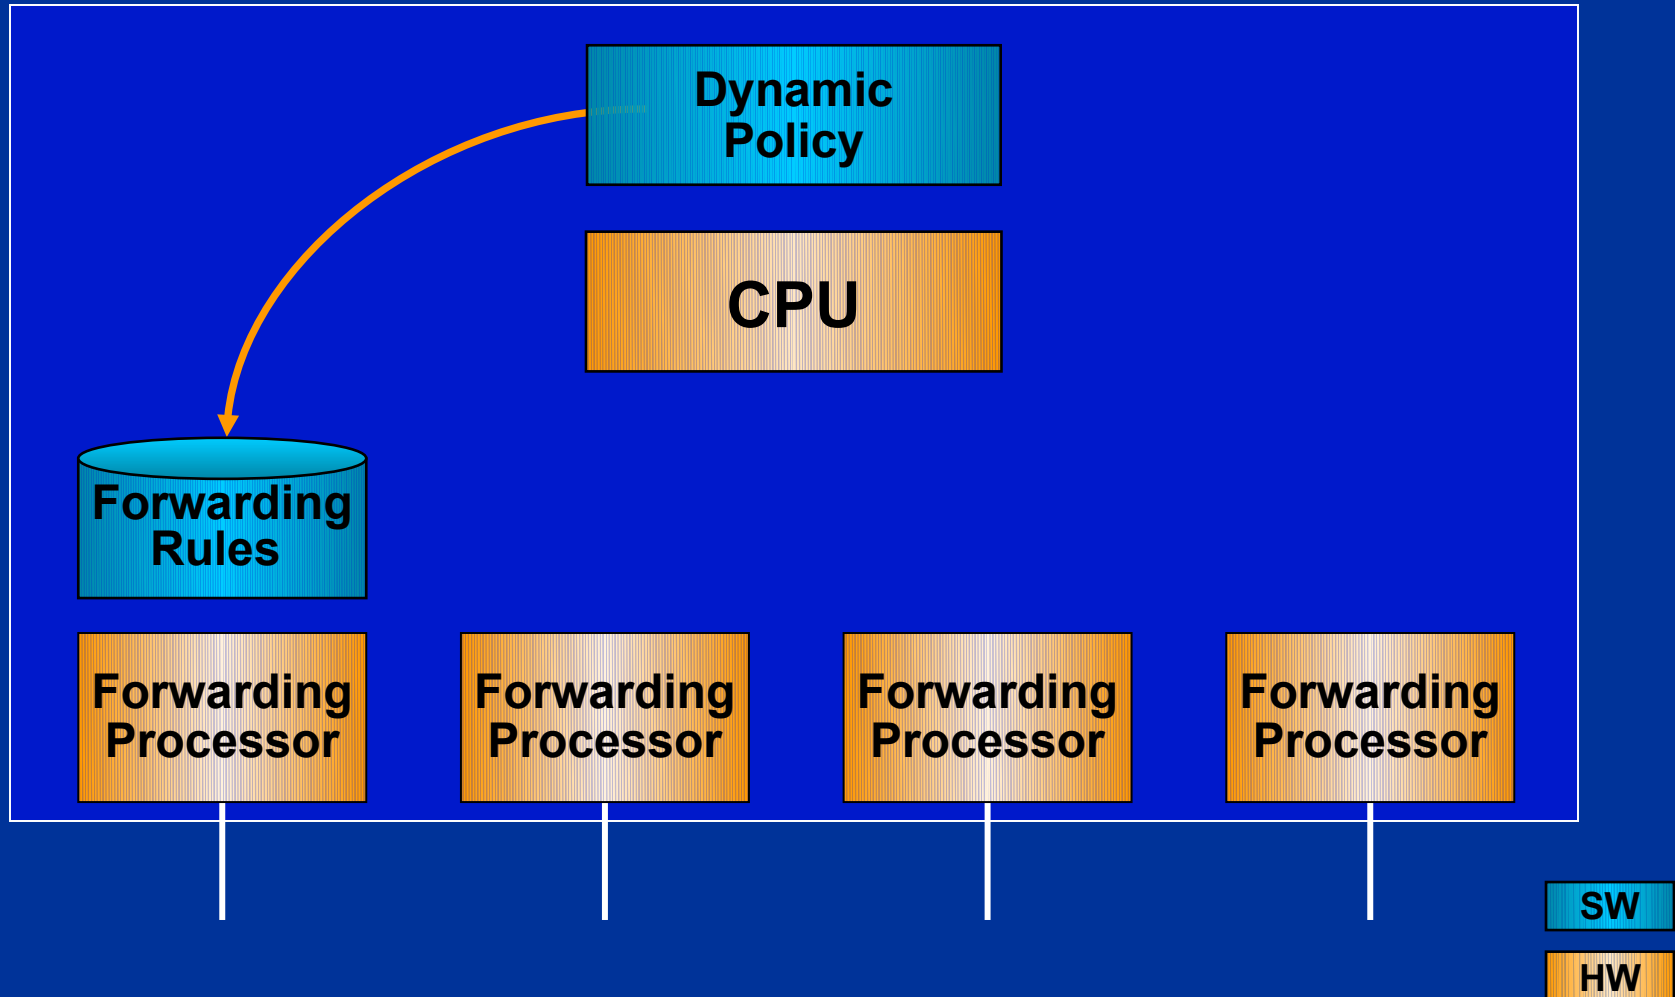 Dynamic
Policy
CPU
Forwarding
Rules
Forwarding
Processor
Forwarding
Processor
Forwarding
Processor
Forwarding
Processor
SW
HW